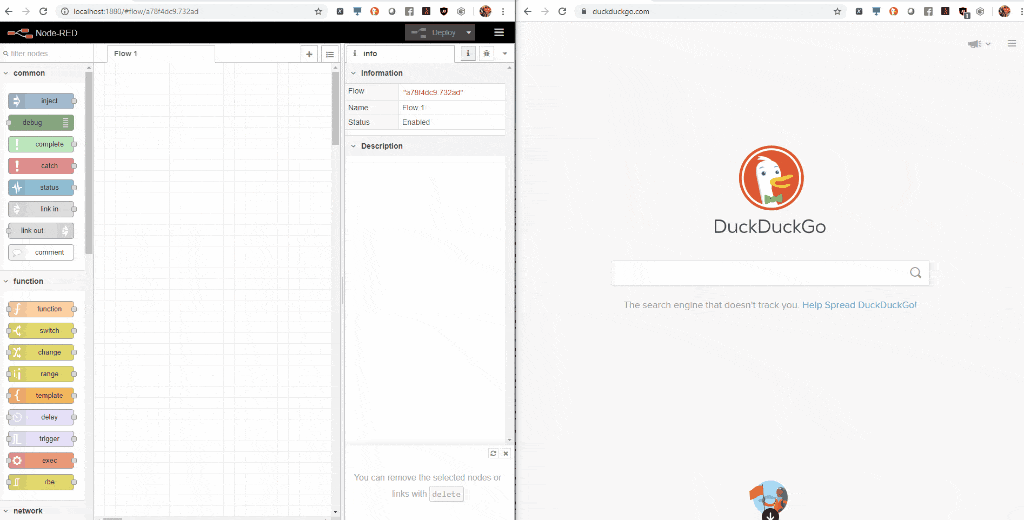 localhost:1880/#flow/a78f4dc9.732ad
Node-RED
Deploy
filter nodes
Flow 1
info
common
inject
debug
complete
catch
status
link in
link out
comment
function
function
switch
change
range
template
delay
trigger
exec
rbe
network
Information
Flow "a78f4dc9.732ad"
Name Flow 1
Status Enabled
Description
You can remove the selected nodes or
links with delete
duckduckgo.com
DuckDuckGo
The search engine that doesn't track you. Help Spread DuckDuckGo!